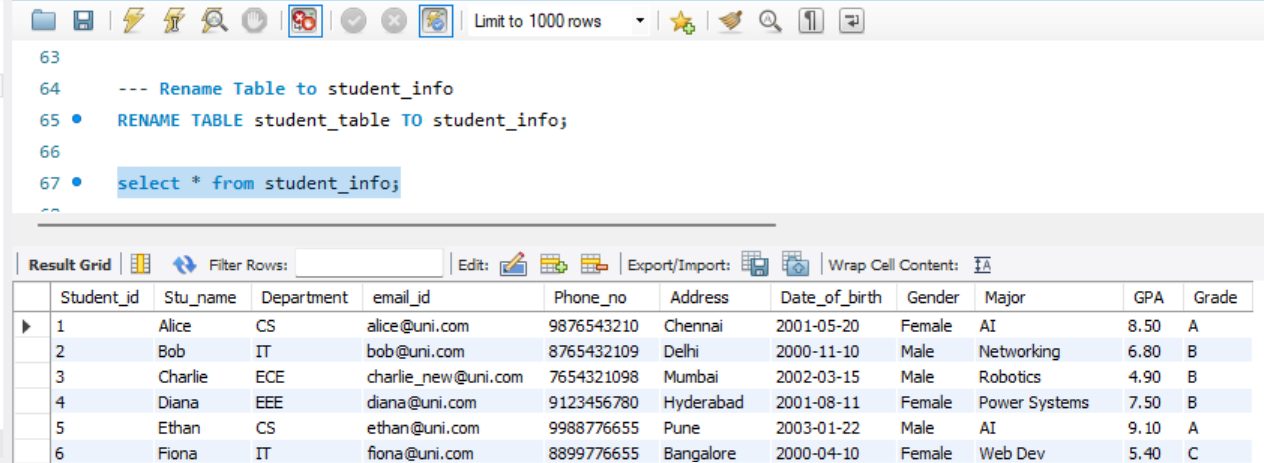 Limit to 1000 rows
63
64 --- Rename Table to student_info
65 RENAME TABLE student_table TO student_info;
66
67 select * from student_info;
Result Grid Filter Rows: Edit: Export/Import: Wrap Cell Content: IA
Student_id Stu_name Department email_id Phone_no Address Date_of_birth Gender Major GPA Grade
1 Alice CS alice@uni.com 9876543210 Chennai 2001-05-20 Female AI 8.50 A
2 Bob IT bob@uni.com 8765432109 Delhi 2000-11-10 Male Networking 6.80 B
3 Charlie ECE charlie_new@uni.com 7654321098 Mumbai 2002-03-15 Male Robotics 4.90 B
4 Diana EEE diana@uni.com 9123456780 Hyderabad 2001-08-11 Female Power Systems 7.50 B
5 Ethan CS ethan@uni.com 9988776655 Pune 2003-01-22 Male AI 9.10 A
6 Fiona IT fiona@uni.com 8899776655 Bangalore 2000-04-10 Female Web Dev 5.40 C